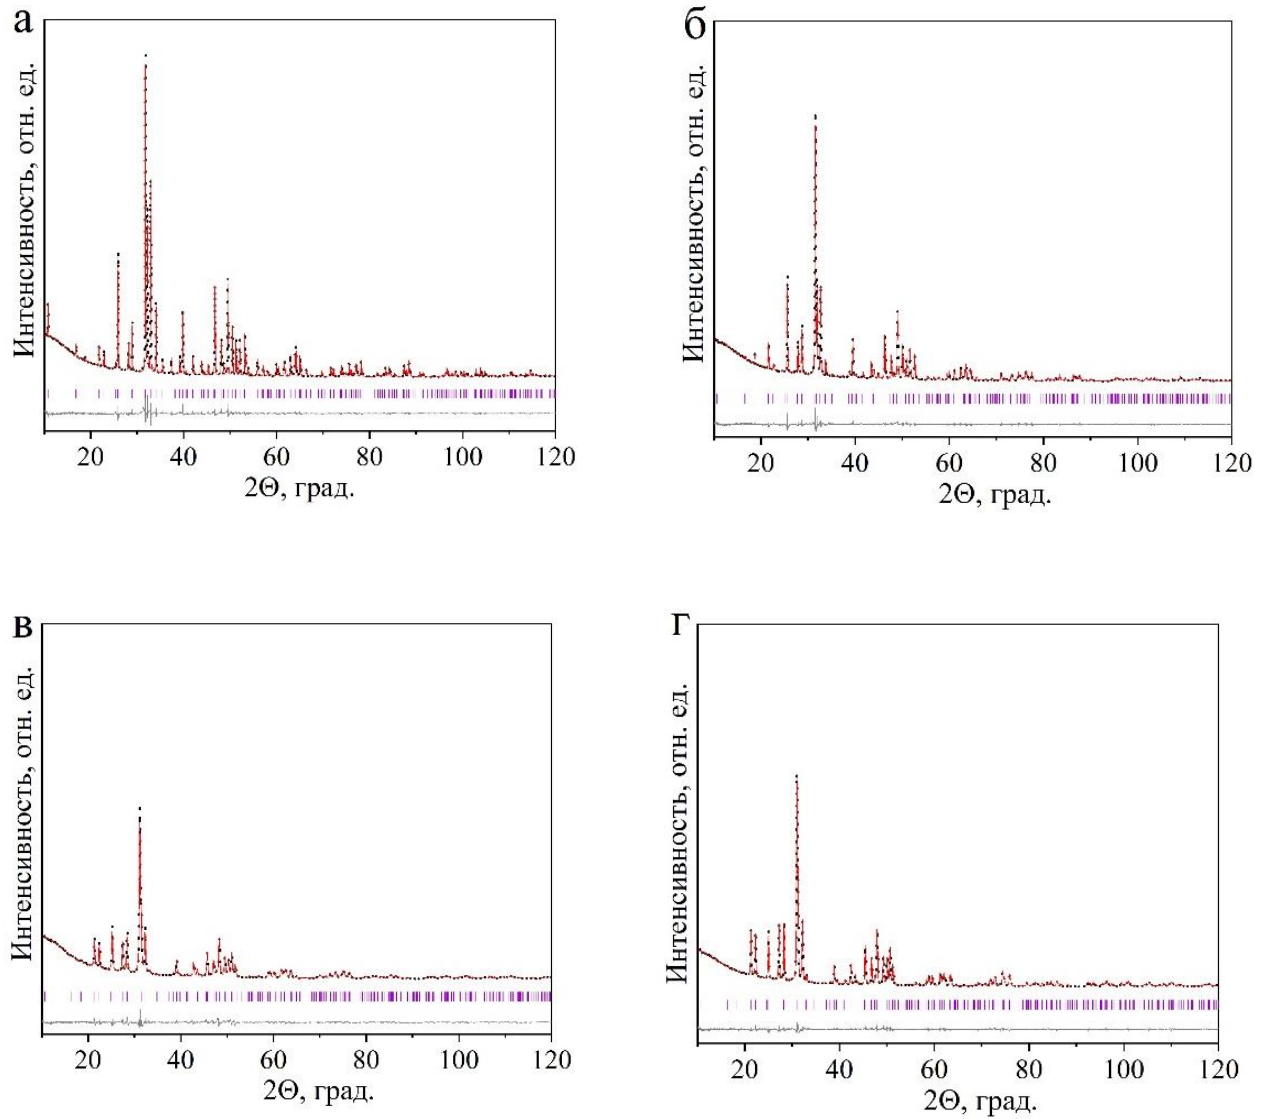 а
Интенсивность, отн. ед.
20 40 60 80 100 120
2Θ, град.
б
Интенсивность, отн. ед.
20 40 60 80 100 120
2Θ, град.
в
Интенсивность, отн. ед.
20 40 60 80 100 120
2Θ, град.
г
Интенсивность, отн. ед.
20 40 60 80 100 120
2Θ, град.